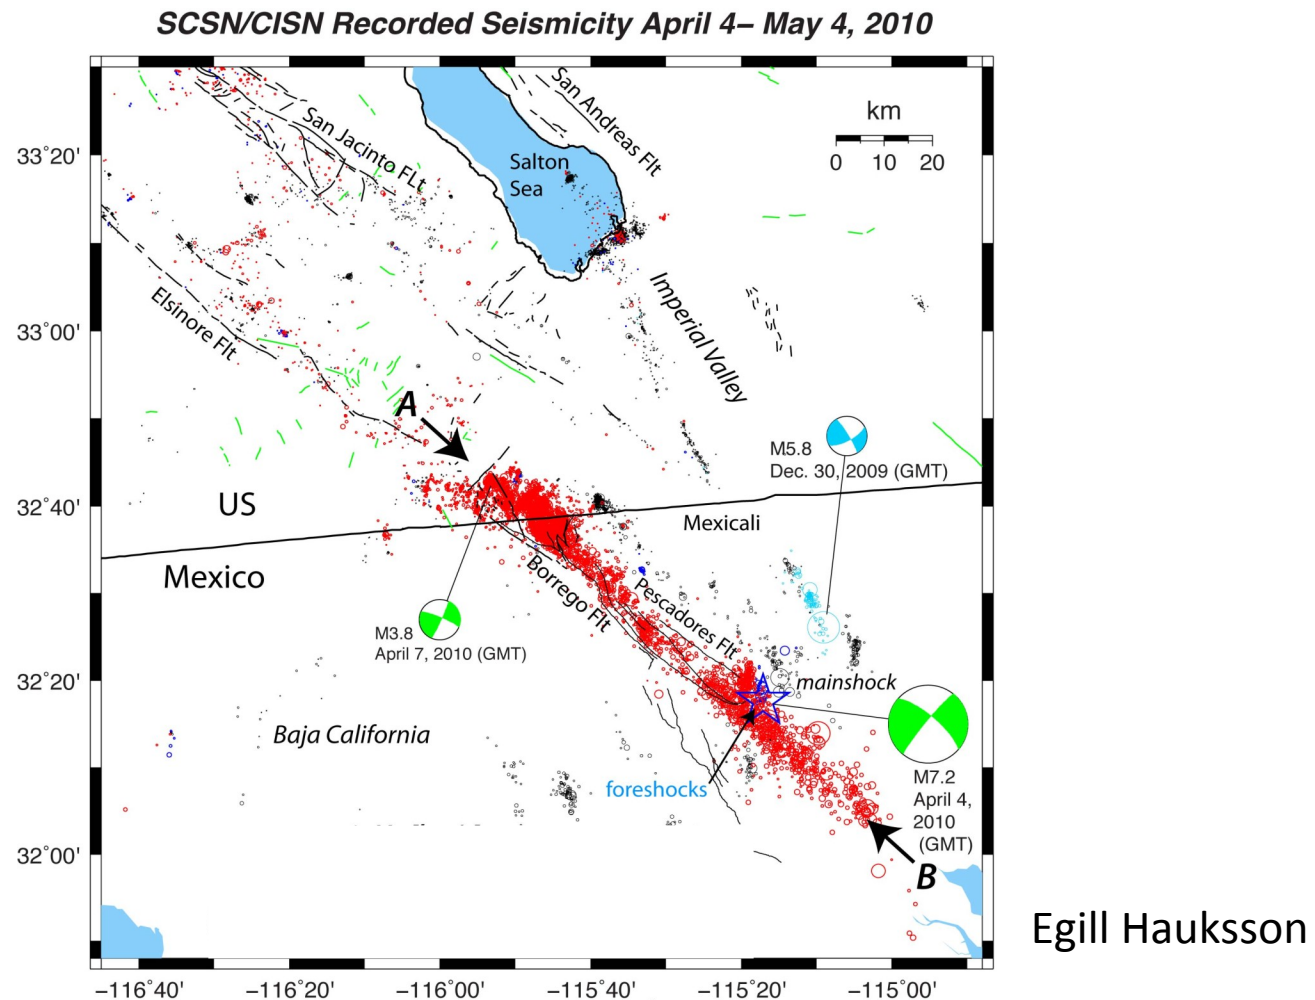 SCSN/CISN Recorded Seismicity April 4– May 4, 2010
km
0 10 20
San Andreas Flt
San Jacinto FLt
Salton
Sea
33°20'
Imperial Valley
Elsinore Flt
33°00'
A
M5.8
Dec. 30, 2009 (GMT)
US
32°40'
Mexicali
Mexico
Borrego Flt
Pescadores Flt
M3.8
April 7, 2010 (GMT)
32°20'
mainshock
Baja California
foreshocks
M7.2
April 4,
2010
(GMT)
32°00'
B
Egill Hauksson
−116°40' −116°20' −116°00' −115°40' −115°20' −115°00'